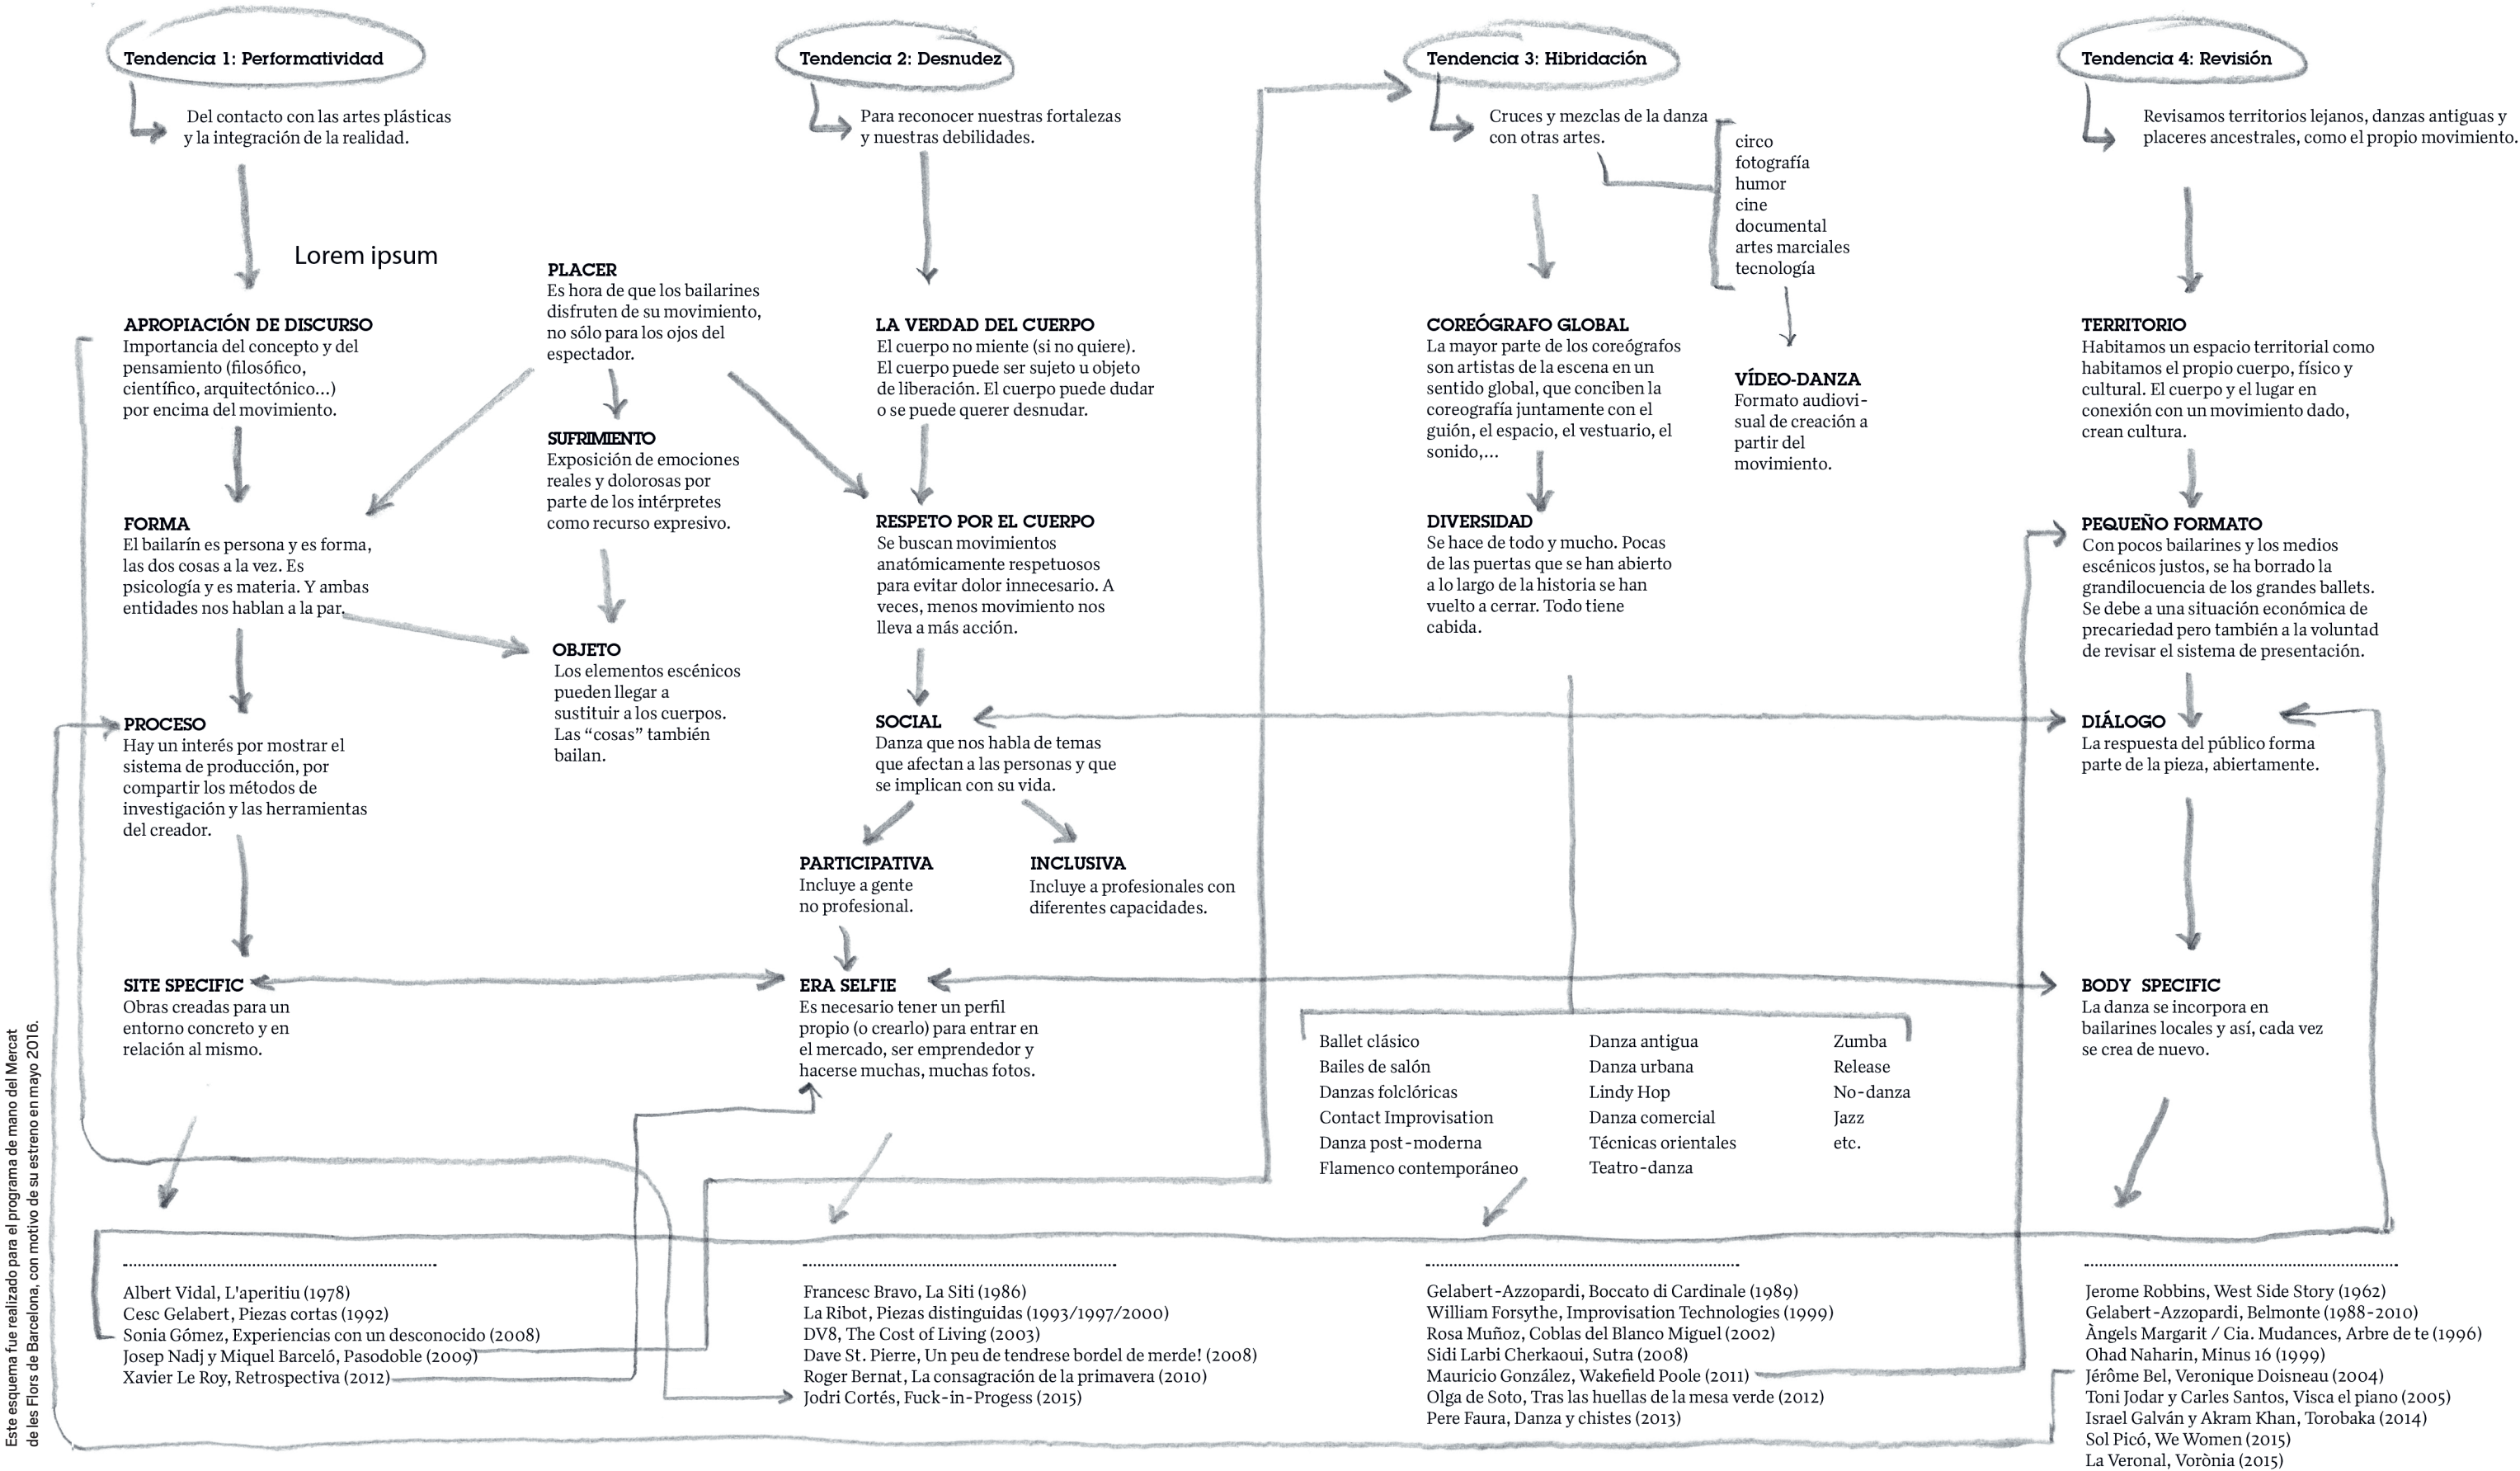 Tendencia 1: Performatividad
Del contacto con las artes plásticas
y la integración de la realidad.
Lorem ipsum
APROPIACIÓN DE DISCURSO
Importancia del concepto y del
pensamiento (filosófico,
científico, arquitectónico...)
por encima del movimiento.
FORMA
El bailarín es persona y es forma,
las dos cosas a la vez. Es
psicología y es materia. Y ambas
entidades nos hablan a la par.
PROCESO
Hay un interés por mostrar el
sistema de producción, por
compartir los métodos de
investigación y las herramientas
del creador.
SITE SPECIFIC
Obras creadas para un
entorno concreto y en
relación al mismo.
PLACER
Es hora de que los bailarines
disfruten de su movimiento,
no sólo para los ojos del
espectador.
SUFRIMIENTO
Exposición de emociones
reales y dolorosas por
parte de los intérpretes
como recurso expresivo.
OBJETO
Los elementos escénicos
pueden llegar a
sustituir a los cuerpos.
Las “cosas” también
bailan.
Tendencia 2: Desnudez
Para reconocer nuestras fortalezas
y nuestras debilidades.
LA VERDAD DEL CUERPO
El cuerpo no miente (si no quiere).
El cuerpo puede ser sujeto u objeto
de liberación. El cuerpo puede dudar
o se puede querer desnudar.
RESPETO POR EL CUERPO
Se buscan movimientos
anatómicamente respetuosos
para evitar dolor innecesario. A
veces, menos movimiento nos
lleva a más acción.
SOCIAL
Danza que nos habla de temas
que afectan a las personas y que
se implican con su vida.
PARTICIPATIVA
Incluye a gente
no profesional.
INCLUSIVA
Incluye a profesionales con
diferentes capacidades.
ERA SELFIE
Es necesario tener un perfil
propio (o crearlo) para entrar en
el mercado, ser emprendedor y
hacerse muchas, muchas fotos.
Tendencia 3: Hibridación
Cruces y mezclas de la danza
con otras artes.
circo
fotografía
humor
cine
documental
artes marciales
tecnología
COREÓGRAFO GLOBAL
La mayor parte de los coreógrafos
son artistas de la escena en un
sentido global, que conciben la
coreografía juntamente con el
guión, el espacio, el vestuario, el
sonido,...
VÍDEO-DANZA
Formato audiovi-
sual de creación a
partir del
movimiento.
DIVERSIDAD
Se hace de todo y mucho. Pocas
de las puertas que se han abierto
a lo largo de la historia se han
vuelto a cerrar. Todo tiene
cabida.
Ballet clásico
Bailes de salón
Danzas folclóricas
Contact Improvisation
Danza post-moderna
Flamenco contemporáneo
Danza antigua
Danza urbana
Lindy Hop
Danza comercial
Técnicas orientales
Teatro-danza
Zumba
Release
No-danza
Jazz
etc.
Tendencia 4: Revisión
Revisamos territorios lejanos, danzas antiguas y
placeres ancestrales, como el propio movimiento.
TERRITORIO
Habitamos un espacio territorial como
habitamos el propio cuerpo, físico y
cultural. El cuerpo y el lugar en
conexión con un movimiento dado,
crean cultura.
PEQUEÑO FORMATO
Con pocos bailarines y los medios
escénicos justos, se ha borrado la
grandilocuencia de los grandes ballets.
Se debe a una situación económica de
precariedad pero también a la voluntad
de revisar el sistema de presentación.
DIÁLOGO
La respuesta del público forma
parte de la pieza, abiertamente.
BODY SPECIFIC
La danza se incorpora en
bailarines locales y así, cada vez
se crea de nuevo.
Albert Vidal, L'aperitiu (1978)
Cesc Gelabert, Piezas cortas (1992)
Sonia Gómez, Experiencias con un desconocido (2008)
Josep Nadj y Miquel Barceló, Pasodoble (2009)
Xavier Le Roy, Retrospectiva (2012)
Francesc Bravo, La Siti (1986)
La Ribot, Piezas distinguidas (1993/1997/2000)
DV8, The Cost of Living (2003)
Dave St. Pierre, Un peu de tendrese bordel de merde! (2008)
Roger Bernat, La consagración de la primavera (2010)
Jodri Cortés, Fuck-in-Progess (2015)
Gelabert-Azzopardi, Boccato di Cardinale (1989)
William Forsythe, Improvisation Technologies (1999)
Rosa Muñoz, Coblas del Blanco Miguel (2002)
Sidi Larbi Cherkaoui, Sutra (2008)
Mauricio González, Wakefield Poole (2011)
Olga de Soto, Tras las huellas de la mesa verde (2012)
Pere Faura, Danza y chistes (2013)
Jerome Robbins, West Side Story (1962)
Gelabert-Azzopardi, Belmonte (1988-2010)
Àngels Margarit / Cia. Mudances, Arbre de te (1996)
Ohad Naharin, Minus 16 (1999)
Jérôme Bel, Veronique Doisneau (2004)
Toni Jodar y Carles Santos, Visca el piano (2005)
Israel Galván y Akram Khan, Torobaka (2014)
Sol Picó, We Women (2015)
La Veronal, Vorònia (2015)
Este esquema fue realizado para el programa de mano del Mercat
de les Flors de Barcelona, con motivo de su estreno en mayo 2016.